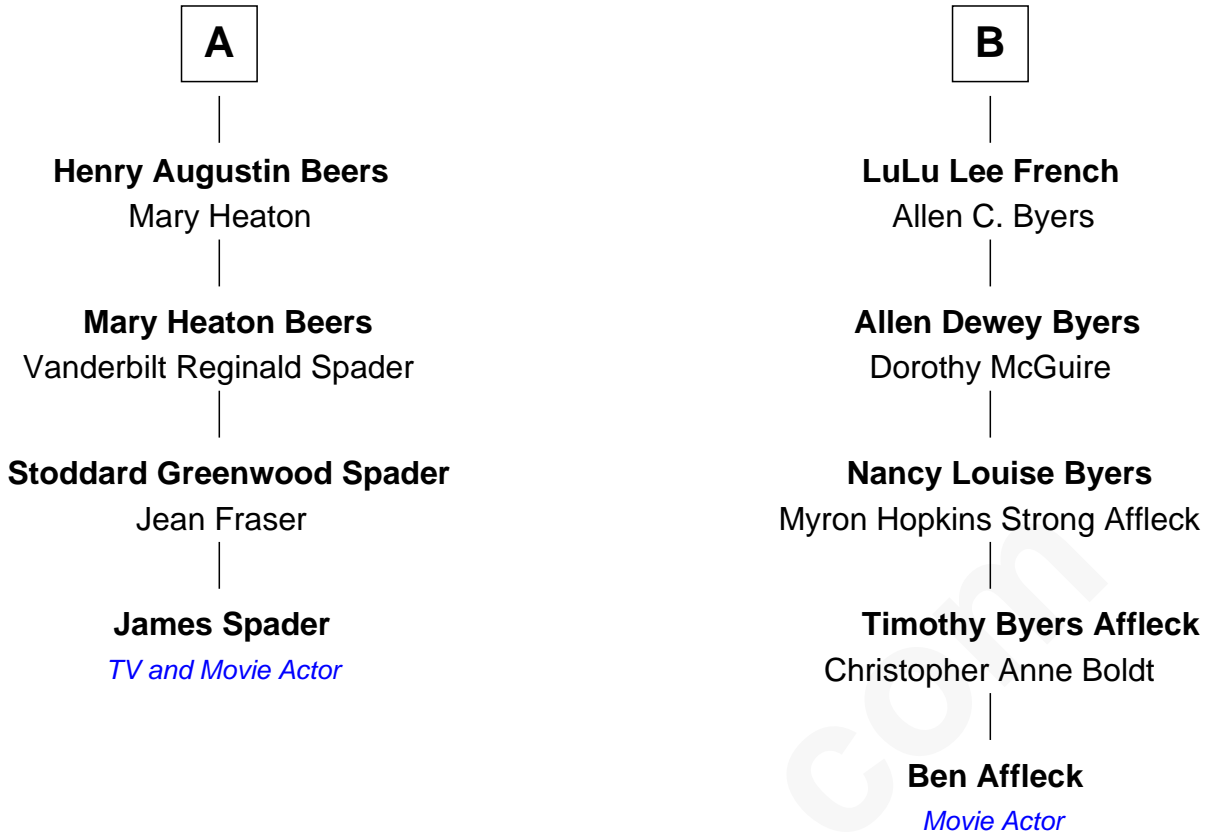 A
Henry Augustin Beers
Mary Heaton
Mary Heaton Beers
Vanderbilt Reginald Spader
Stoddard Greenwood Spader
Jean Fraser
James Spader
TV and Movie Actor
B
LuLu Lee French
Allen C. Byers
Allen Dewey Byers
Dorothy McGuire
Nancy Louise Byers
Myron Hopkins Strong Affleck
Timothy Byers Affleck
Christopher Anne Boldt
Ben Affleck
Movie Actor
com